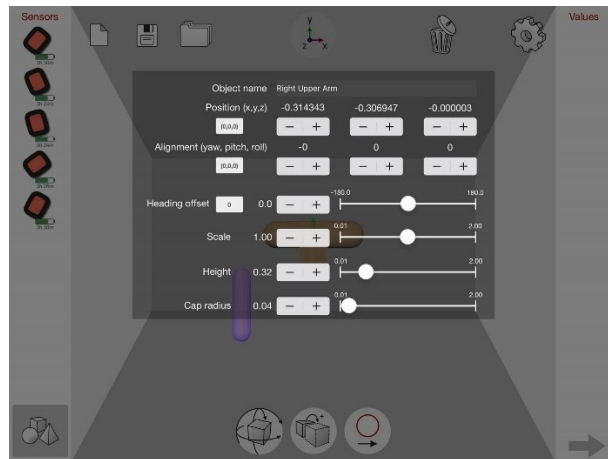 Sensors
Values
y
z
x
Object name Right Upper Arm
Position (x,y,z) -0.314343 -0.306947 -0.000003
(0,0,0) - + - + - +
Alignment (yaw, pitch, roll) -0 0 0
(0,0,0) - + - + - +
-180.0 180.0
Heading offset 0 0.0 - +
0.01 2.00
Scale 1.00 - +
0.01 2.00
Height 0.32 - +
0.01 2.00
Cap radius 0.04 - +